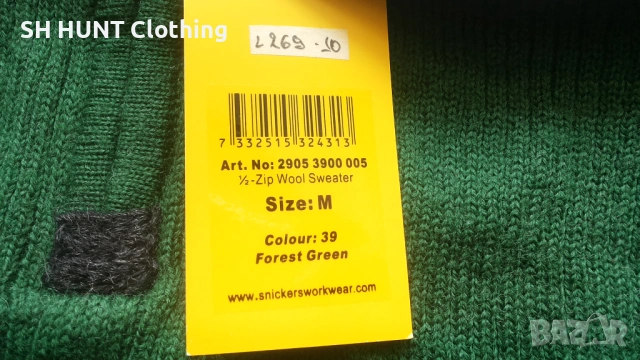 SH HUNT Clothing
L269-10
7 332515 324313
Art. No: 2905 3900 005
½-Zip Wool Sweater
Size: M
Colour: 39
Forest Green
www.snickersworkwear.com
BAZAR